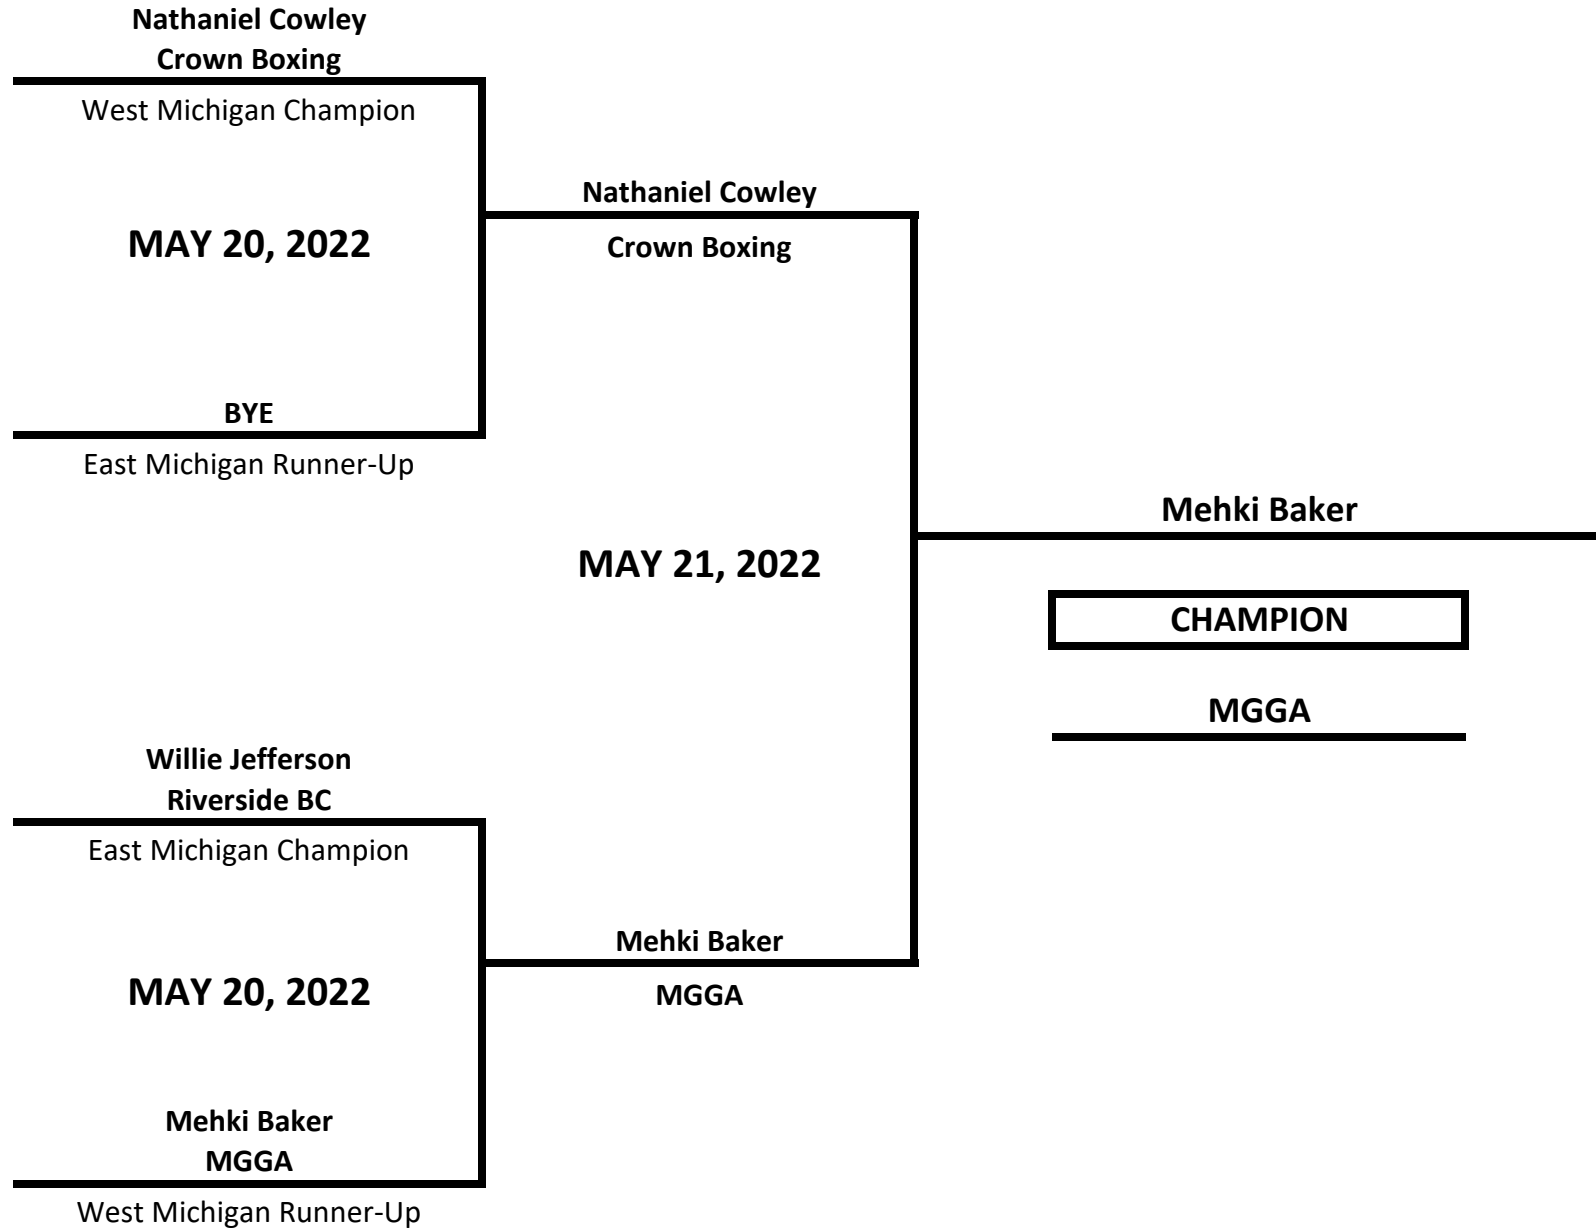 Nathaniel Cowley
Crown Boxing
West Michigan Champion
MAY 20, 2022
BYE
East Michigan Runner-Up
Nathaniel Cowley
Crown Boxing
MAY 21, 2022
Willie Jefferson
Riverside BC
East Michigan Champion
MAY 20, 2022
Mehki Baker
MGGA
West Michigan Runner-Up
Mehki Baker
MGGA
Mehki Baker
CHAMPION
MGGA